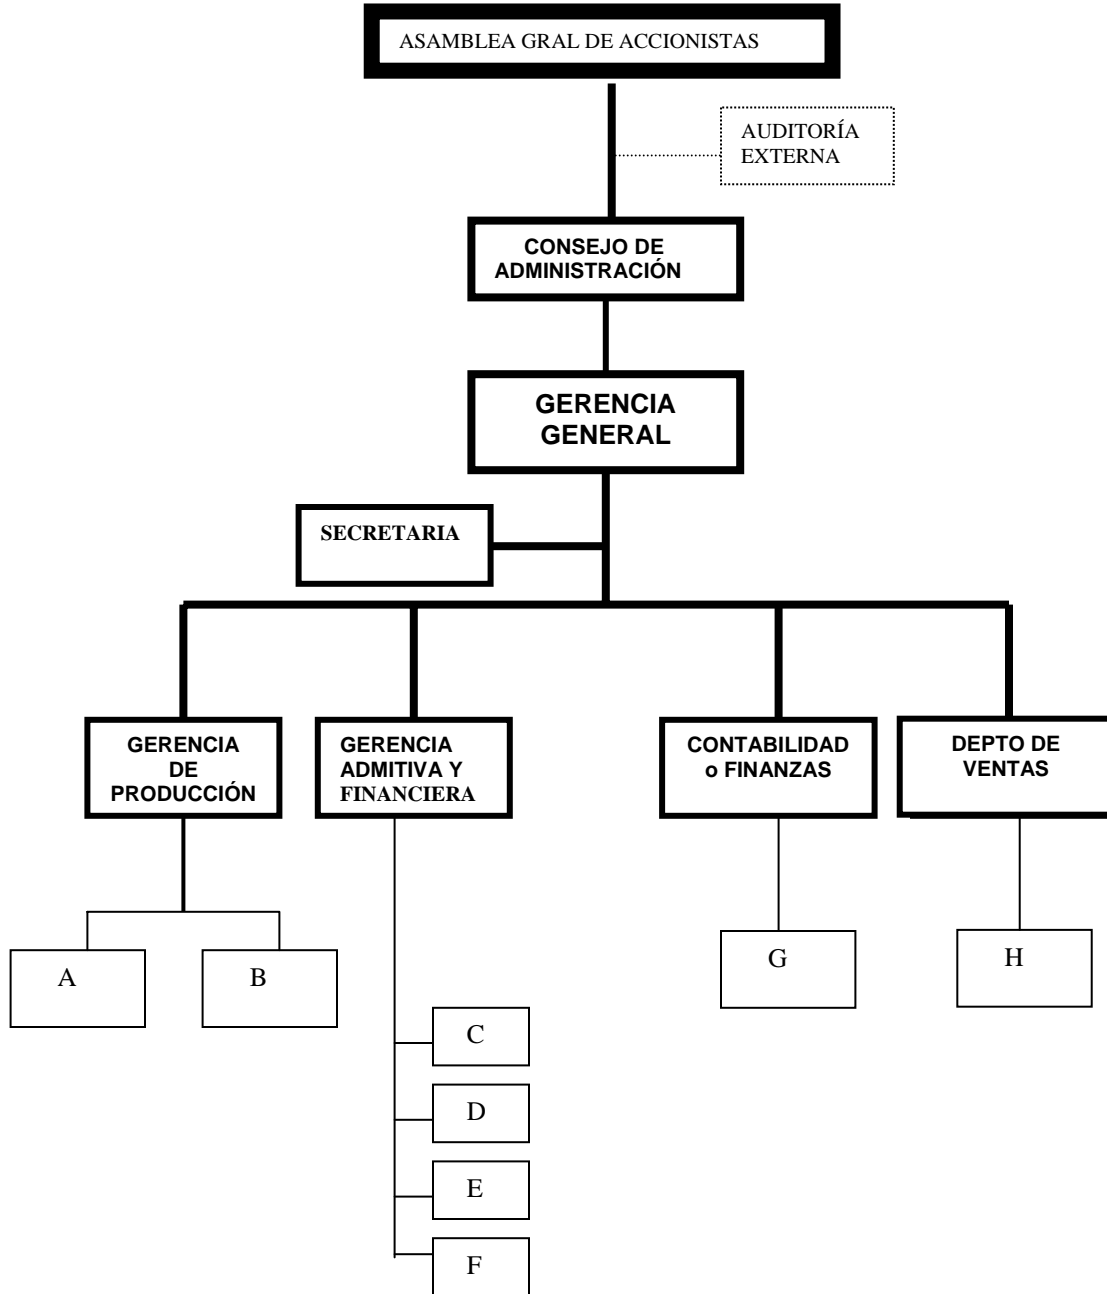 ASAMBLEA GRAL DE ACCIONISTAS
AUDITORÍA
EXTERNA
CONSEJO DE
ADMINISTRACIÓN
GERENCIA
GENERAL
SECRETARIA
GERENCIA
DE
PRODUCCIÓN
GERENCIA
ADMITIVA Y
FINANCIERA
CONTABILIDAD
o FINANZAS
DEPTO DE
VENTAS
A
B
G
H
C
D
E
F